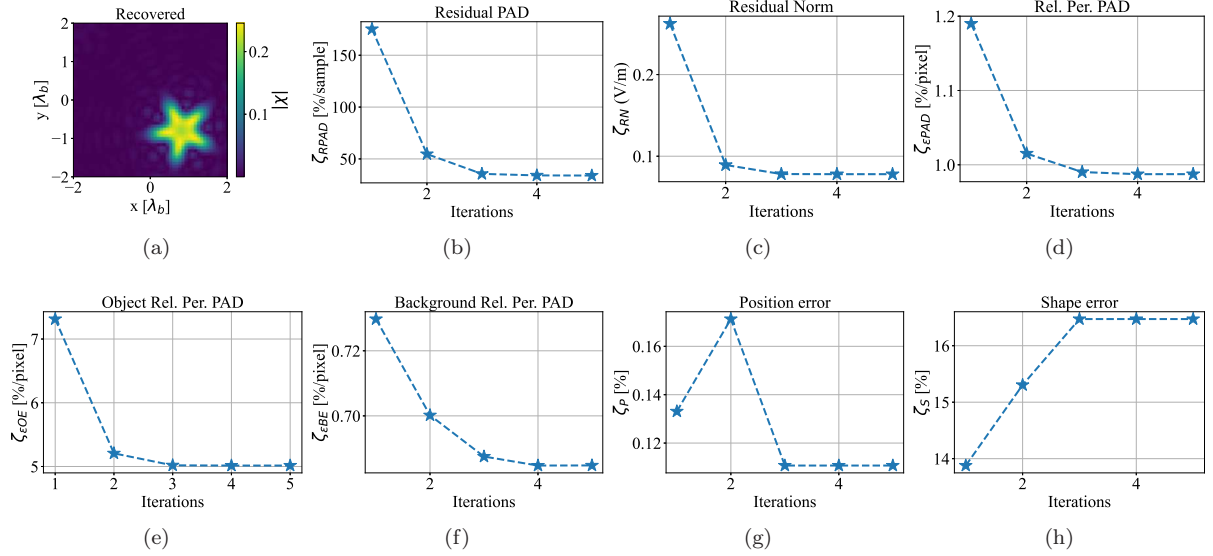 Recovered
2
1
0
−1
−2
y [λb]
−2
0
2
x [λb]
0.2
0.1
|χ|
(a)
Residual PAD
150
100
50
ζRPAD [%/sample]
2
4
Iterations
(b)
Residual Norm
0.2
0.1
ζRN (V/m)
2
4
Iterations
(c)
Rel. Per. PAD
1.2
1.1
1.0
ζεPAD [%/pixel]
2
4
Iterations
(d)
Object Rel. Per. PAD
7
6
5
ζεOE [%/pixel]
1
2
3
4
5
Iterations
(e)
Background Rel. Per. PAD
0.72
0.70
ζεBE [%/pixel]
2
4
Iterations
(f)
Position error
0.16
0.14
0.12
ζP [%]
2
4
Iterations
(g)
Shape error
16
15
14
ζS [%]
2
4
Iterations
(h)